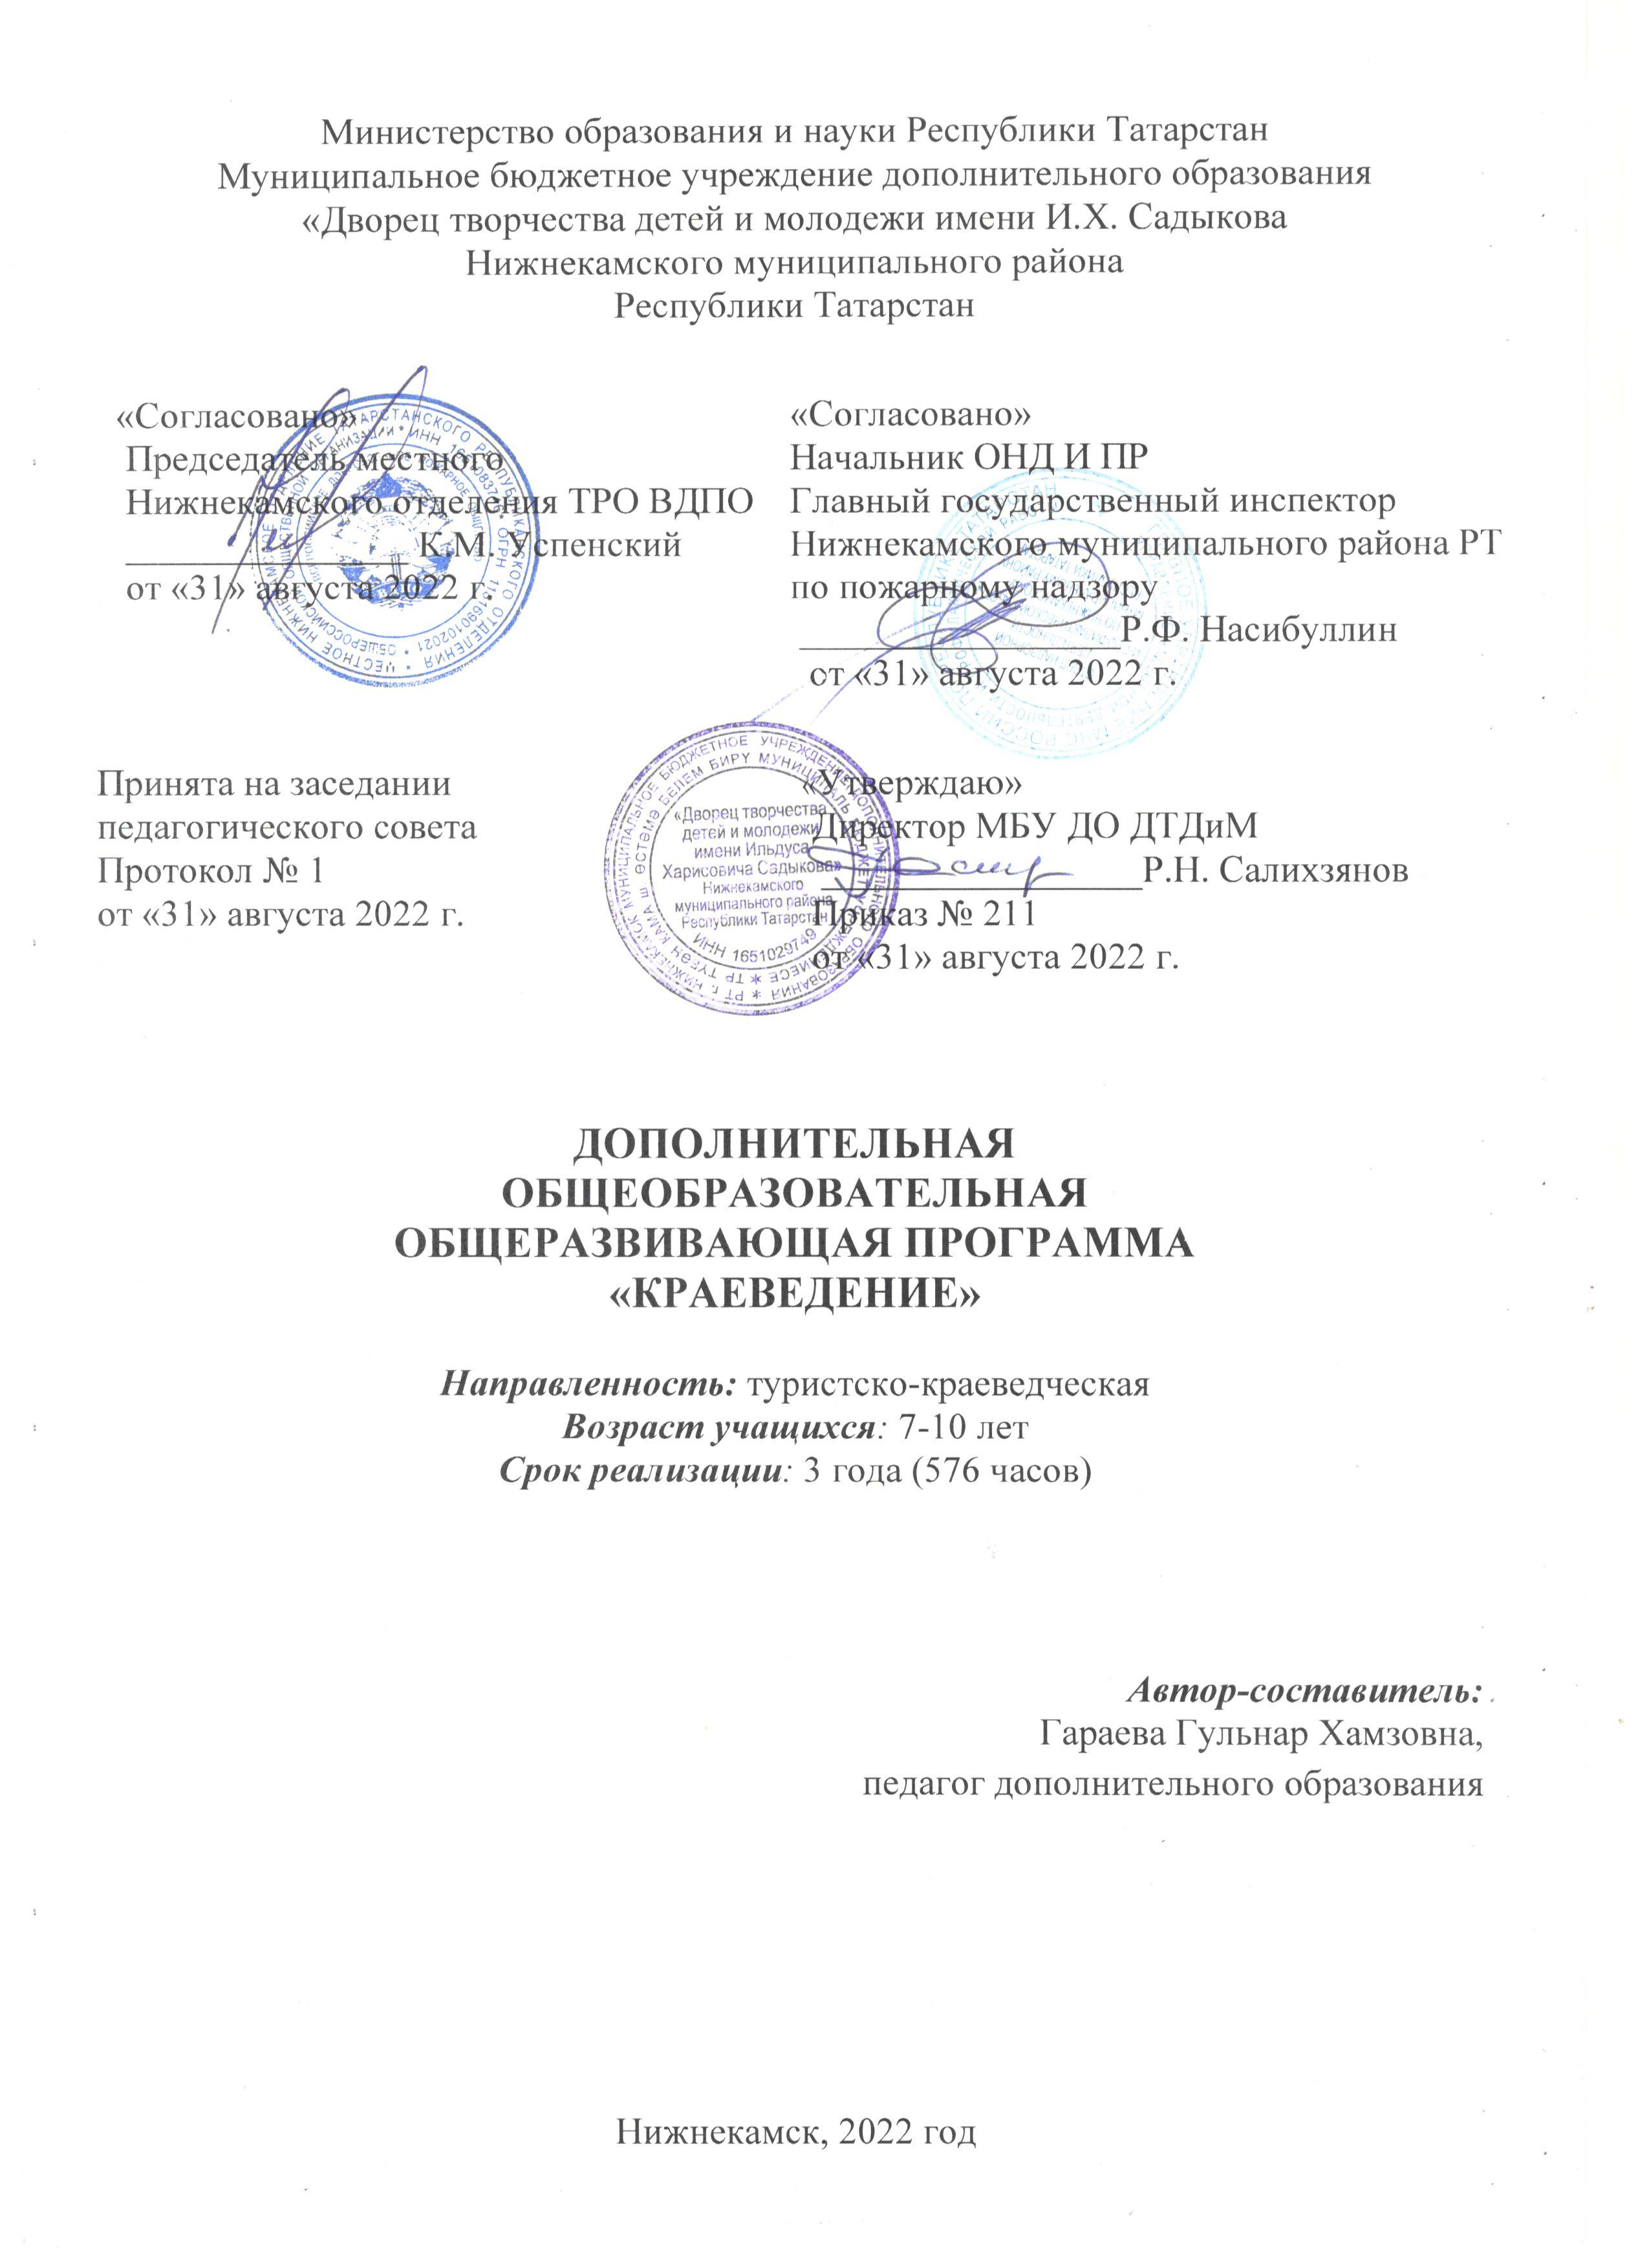 Министерство образования и науки Республики Татарстан
Муниципальное бюджетное учреждение дополнительного образования
«Дворец творчества детей и молодежи имени И.Х. Садыкова
Нижнекамского муниципального района
Республики Татарстан
«Согласовано»
Председатель местного
Нижнекамского отделения ТРО ВДПО
К.М. Успенский
от «31» августа 2022 г.
«Согласовано»
Начальник ОНД И ПР
Главный государственный инспектор
Нижнекамского муниципального района РТ
по пожарному надзору
Р.Ф. Насибуллин
от «31» августа 2022 г.
Принята на заседании
педагогического совета
Протокол № 1
от «31» августа 2022 г.
«Дворец творчества
детей и молодежи
имени Ильдуса
Харисовича Садыкова»
Нижнекамского
муниципального района
Республики Татарстан
ИНН 1651029749
«Утверждаю»
Директор МБУ ДО ДТДиМ
Р.Н. Салихзянов
Приказ № 211
от «31» августа 2022 г.
ДОПОЛНИТЕЛЬНАЯ
ОБЩЕОБРАЗОВАТЕЛЬНАЯ
ОБЩЕРАЗВИВАЮЩАЯ ПРОГРАММА
«КРАЕВЕДЕНИЕ»
Направленность: туристско-краеведческая
Возраст учащихся: 7-10 лет
Срок реализации: 3 года (576 часов)
Автор-составитель:
Гараева Гульнар Хамзовна,
педагог дополнительного образования
Нижнекамск, 2022 год